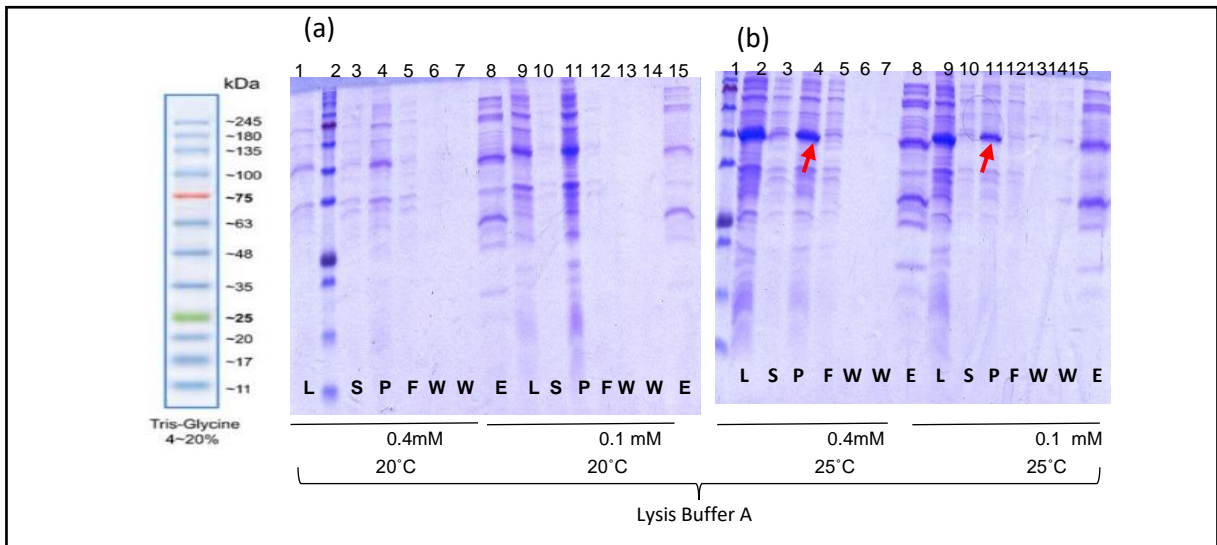 (a)
(b)
1 2 3 4 5 6 7 8 9 10 11 12 13 14 15
1 2 3 4 5 6 7 8 9 10 11 12 13 14 15
kDa
~245
~180
~135
~100
~75
~63
~48
~35
~25
~20
~17
~11
Tris-Glycine
4~20%
L S P F W W E L S P F W W E
L S P F W W E L S P F W W E
0.4mM 0.1 mM 0.4mM 0.1 mM
20˚C 20˚C 25˚C 25˚C
Lysis Buffer A